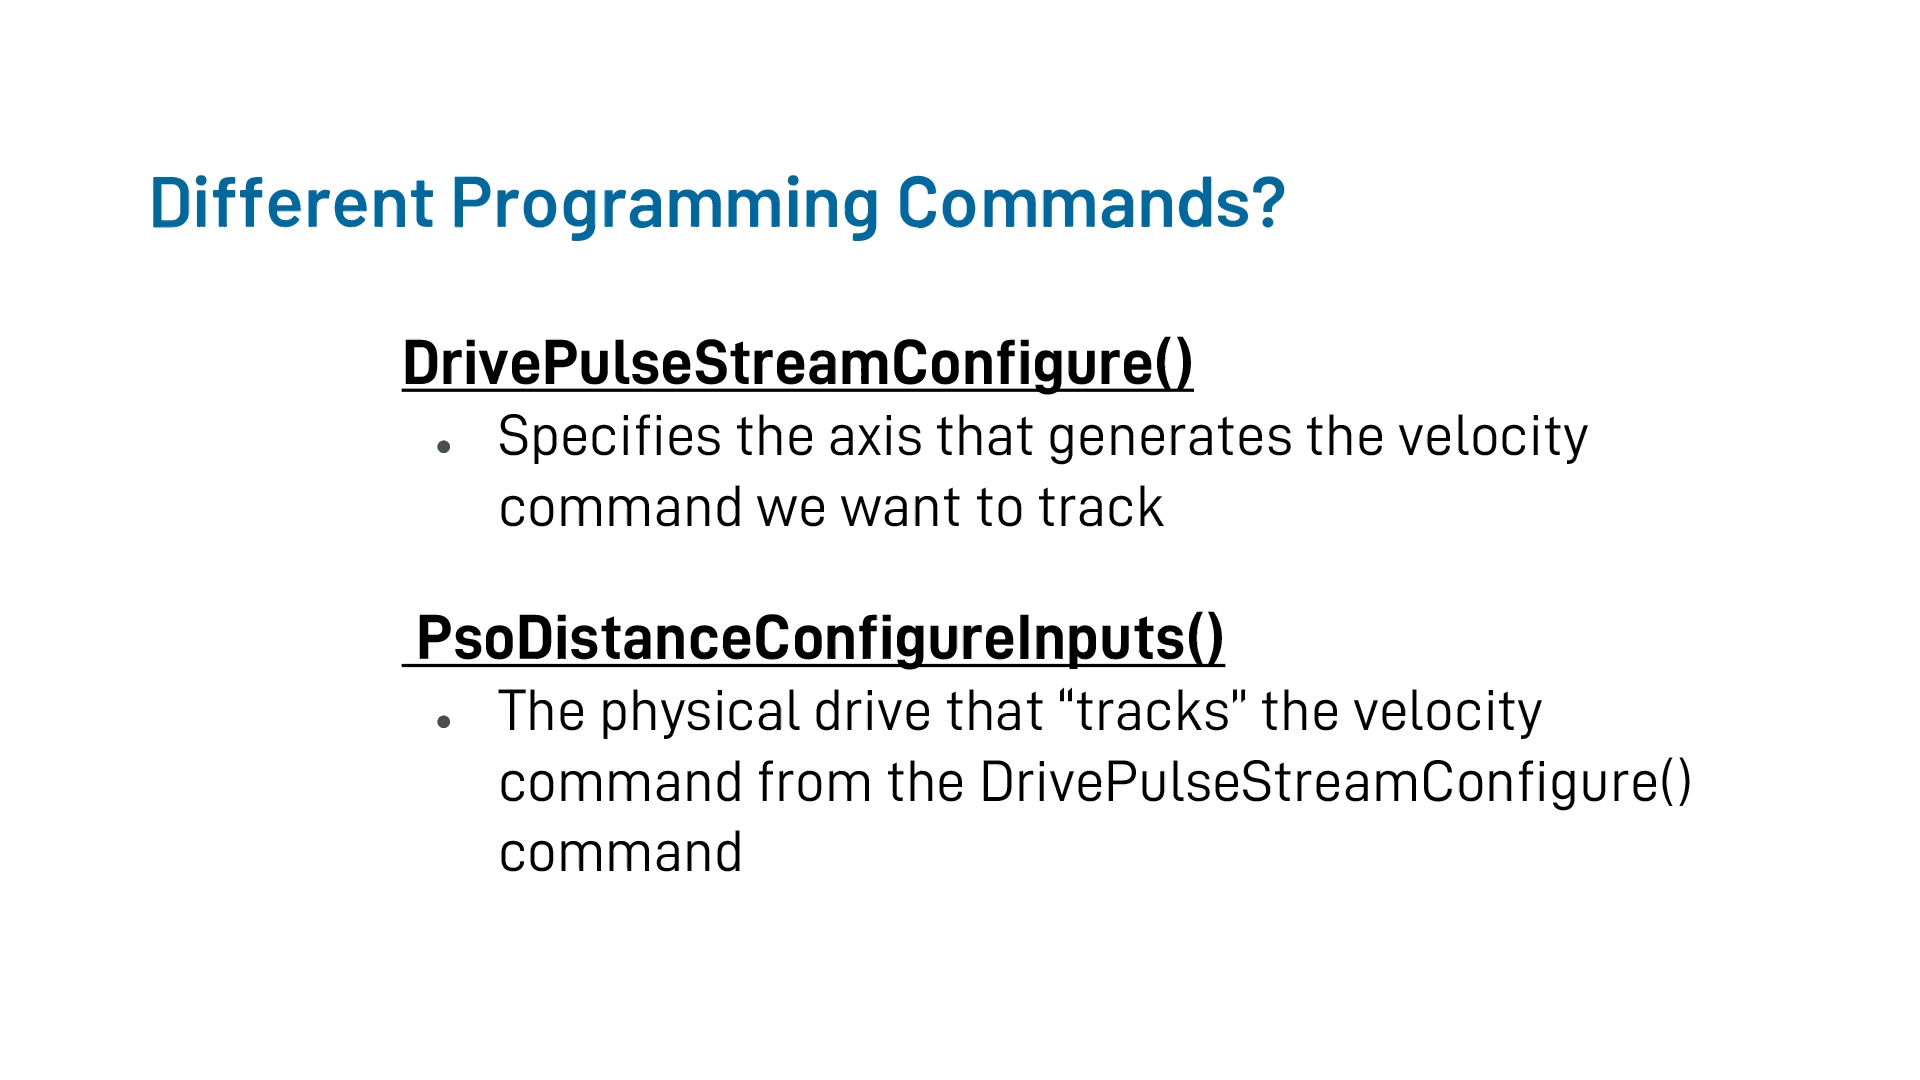 Different Programming Commands?
DrivePulseStreamConfigure()
• Specifies the axis that generates the velocity
command we want to track
PsoDistanceConfigureInputs()
• The physical drive that “tracks” the velocity
command from the DrivePulseStreamConfigure()
command